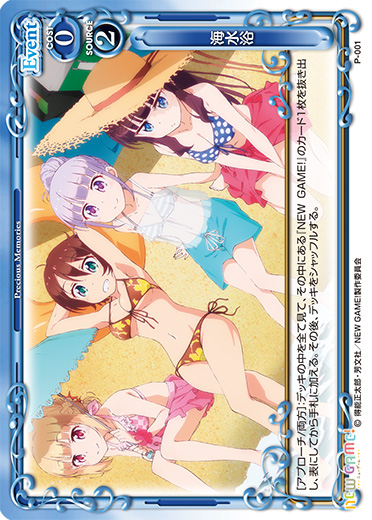 Event
COST
0
SOURCE
2
海水浴
P-001
Precious Memories
[アプローチ/両方]:デッキの中を全て見て、その中にある「NEW GAME!」のカード1枚を抜き出
し、表にしてから手札に加える。その後、デッキをシャッフルする。
NEW GAME!
© 得能正太郎・芳文社/NEW GAME!製作委員会